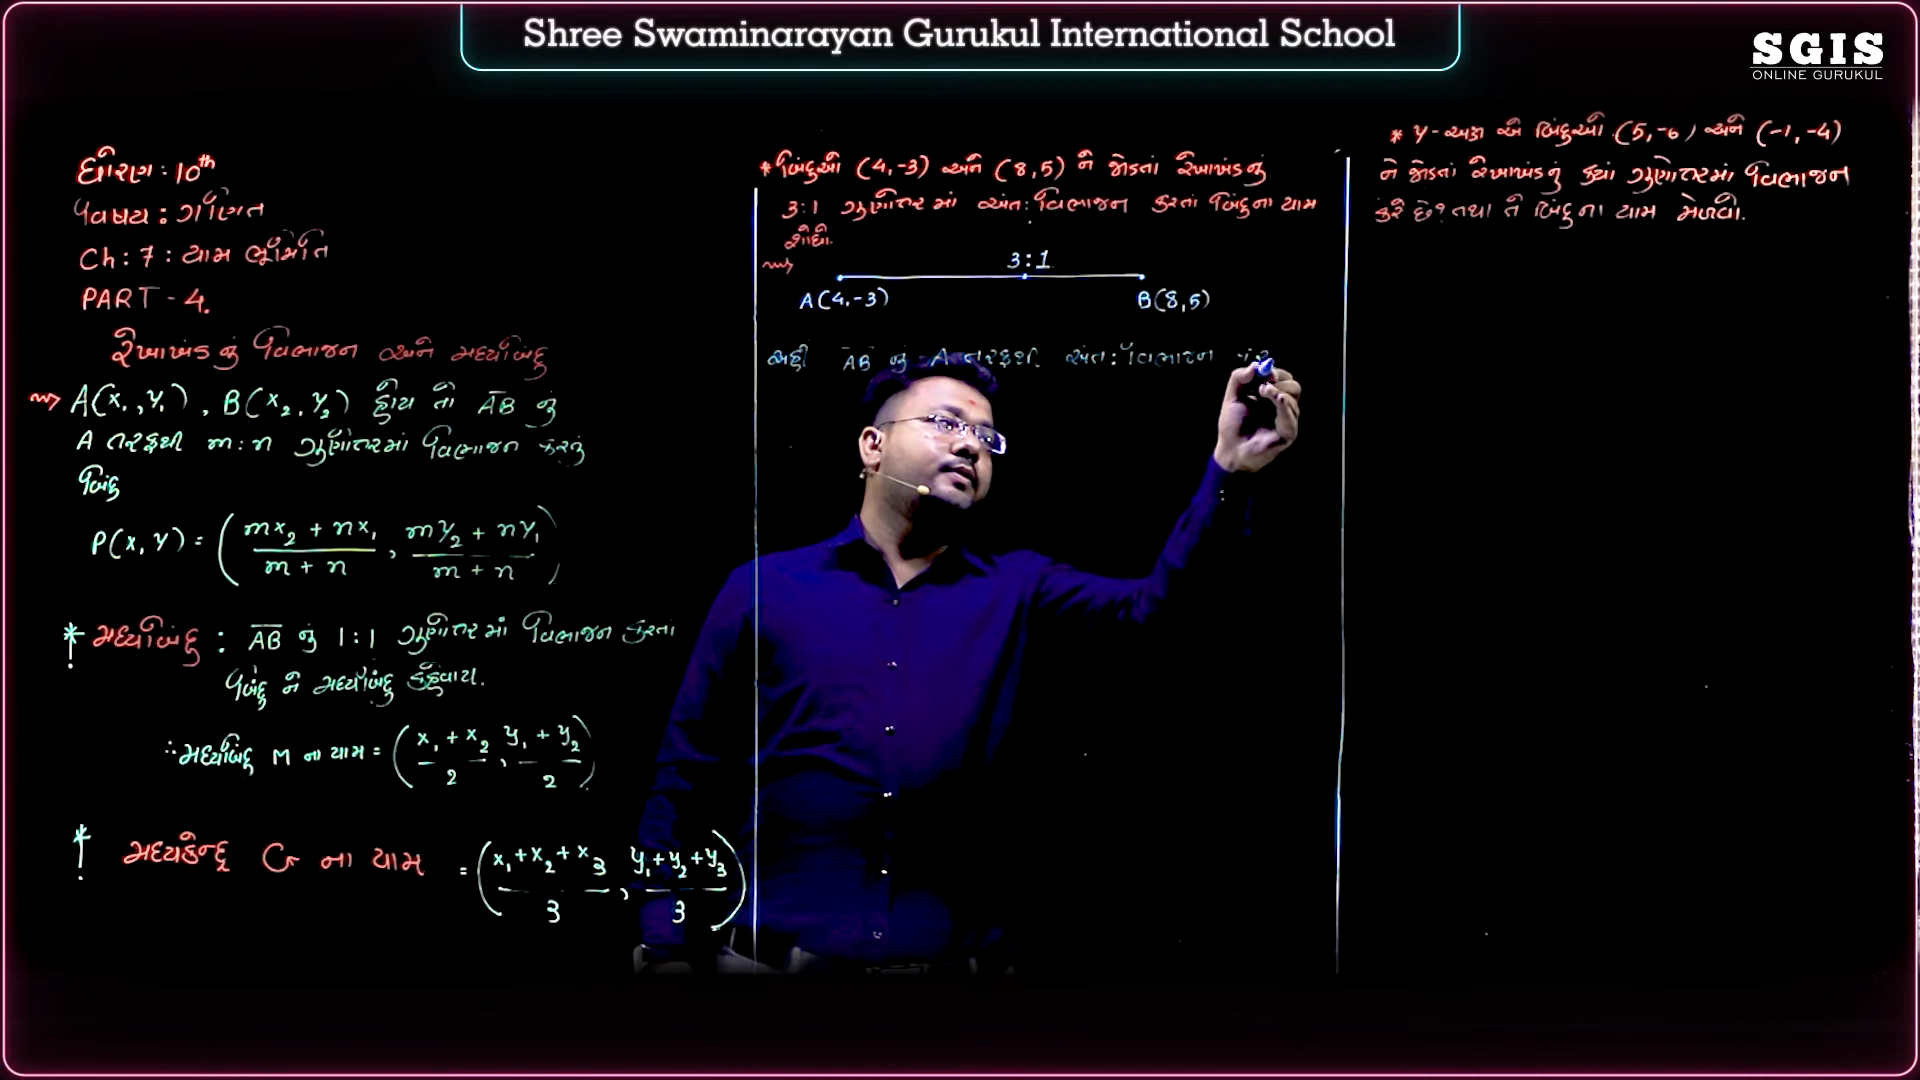 Shree Swaminarayan Gurukul International School
SGIS
ONLINE GURUKUL
ધોરણ : 10th
વિષય : ગણિત
Ch : 7 : યામ ભૂમિતિ
PART - 4.
રેખાખંડનું વિભાજન અને મધ્યબિંદુ
A(x₁, y₁) , B(x₂, y₂) હોય તો A̅B̅ નું
A તરફથી m : n ગુણોત્તરમાં વિભાજન કરતું
બિંદુ
P(x, y) = ( (mx₂ + nx₁)/(m + n) , (my₂ + ny₁)/(m + n) )
* મધ્યબિંદુ : A̅B̅ નું 1 : 1 ગુણોત્તરમાં વિભાજન કરતાં
બિંદુ ને મધ્યબિંદુ કહેવાય.
∴ મધ્યબિંદુ M ના યામ = ( (x₁ + x₂)/2 , (y₁ + y₂)/2 )
* મધ્યકેન્દ્ર G ના યામ = ( (x₁ + x₂ + x₃)/3 , (y₁ + y₂ + y₃)/3 )
* બિંદુઓ (4, -3) અને (8, 5) ને જોડતાં રેખાખંડનું
3 : 1 ગુણોત્તર માં અંત: વિભાજન કરતાં બિંદુના યામ
શોધો.
3 : 1
A(4, -3) B(8, 5)
અહીં A̅B̅ નું A તરફથી અંત: વિભાજન
* y - અક્ષ એ બિંદુઓ (5, -6) અને (-1, -4)
ને જોડતાં રેખાખંડનું ક્યા ગુણોત્તરમાં વિભાજન
કરે છે? તથા તે બિંદુના યામ મેળવો.